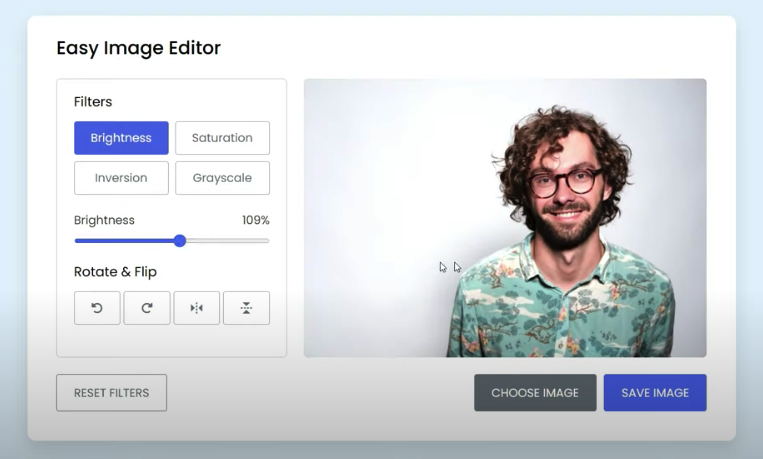 Easy Image Editor
Filters
Brightness
Saturation
Inversion
Grayscale
Brightness 109%
Rotate & Flip
RESET FILTERS
CHOOSE IMAGE
SAVE IMAGE